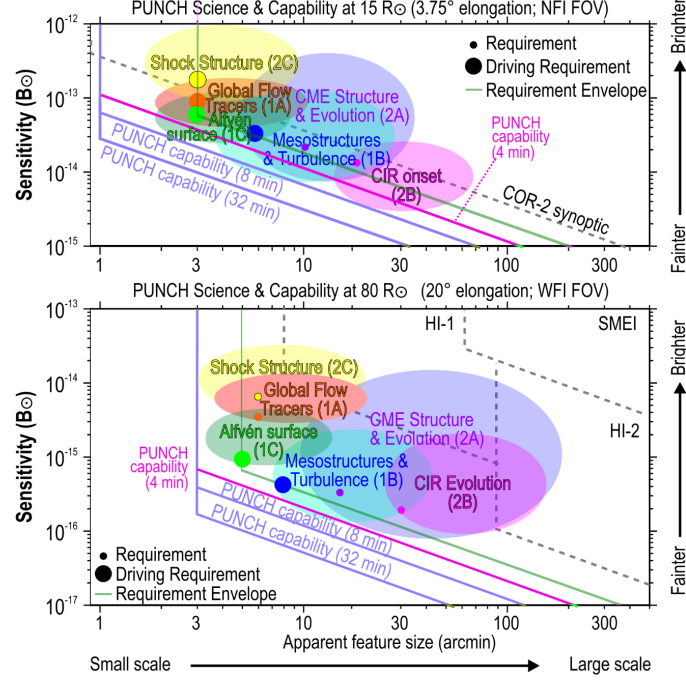 PUNCH Science & Capability at 15 R⊙ (3.75° elongation; NFI FOV)
Brighter
10⁻¹²
Shock Structure (2C)
Requirement
Driving Requirement
Requirement Envelope
10⁻¹³
Global Flow
Tracers (1A)
CME Structure
& Evolution (2A)
Alfvén
surface (1C)
PUNCH
capability
(4 min)
Mesostructures
& Turbulence (1B)
Sensitivity (B⊙)
PUNCH capability (8 min)
PUNCH capability (32 min)
10⁻¹⁴
CIR onset
(2B)
COR-2 synoptic
10⁻¹⁵
Fainter
1 3 10 30 100 300
PUNCH Science & Capability at 80 R⊙ (20° elongation; WFI FOV)
Brighter
10⁻¹³
HI-1
SMEI
Shock Structure (2C)
10⁻¹⁴
Global Flow
Tracers (1A)
CME Structure
& Evolution (2A)
HI-2
Alfvén surface
(1C)
PUNCH
capability
(4 min)
Sensitivity (B⊙)
10⁻¹⁵
Mesostructures &
Turbulence (1B)
CIR Evolution
(2B)
PUNCH capability (8 min)
PUNCH capability (32 min)
10⁻¹⁶
Requirement
Driving Requirement
Requirement Envelope
10⁻¹⁷
Fainter
1 3 10 30 100 300
Apparent feature size (arcmin)
Small scale
Large scale